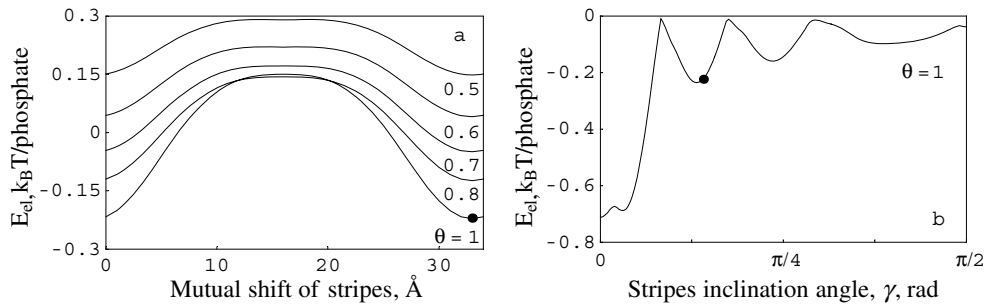 E_el, k_BT/phosphate
0.3
0.15
0
-0.15
-0.3
a
0.5
0.6
0.7
0.8
θ = 1
0 10 20 30
Mutual shift of stripes, Å
E_el, k_BT/phosphate
0
-0.2
-0.4
-0.6
-0.8
θ = 1
b
0 π/4 π/2
Stripes inclination angle, γ, rad